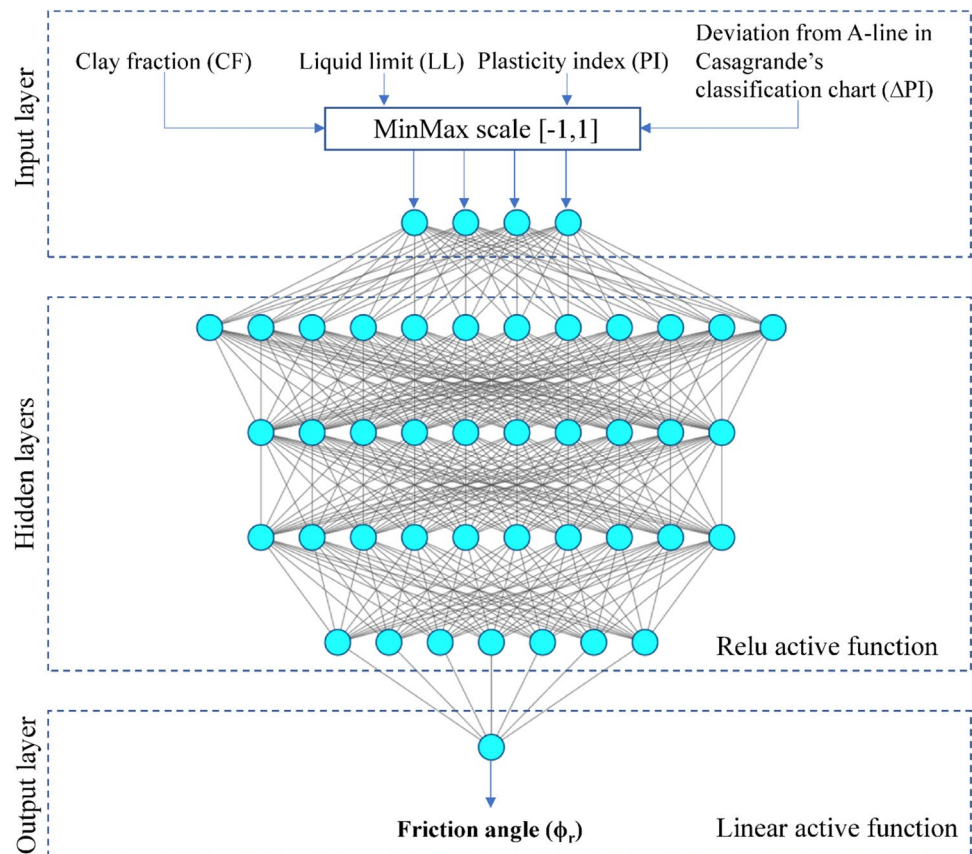 Input layer
Clay fraction (CF)
Liquid limit (LL)
Plasticity index (PI)
Deviation from A-line in
Casagrande's
classification chart (ΔPI)
MinMax scale [-1,1]
Hidden layers
Relu active function
Output layer
Friction angle (ϕr)
Linear active function